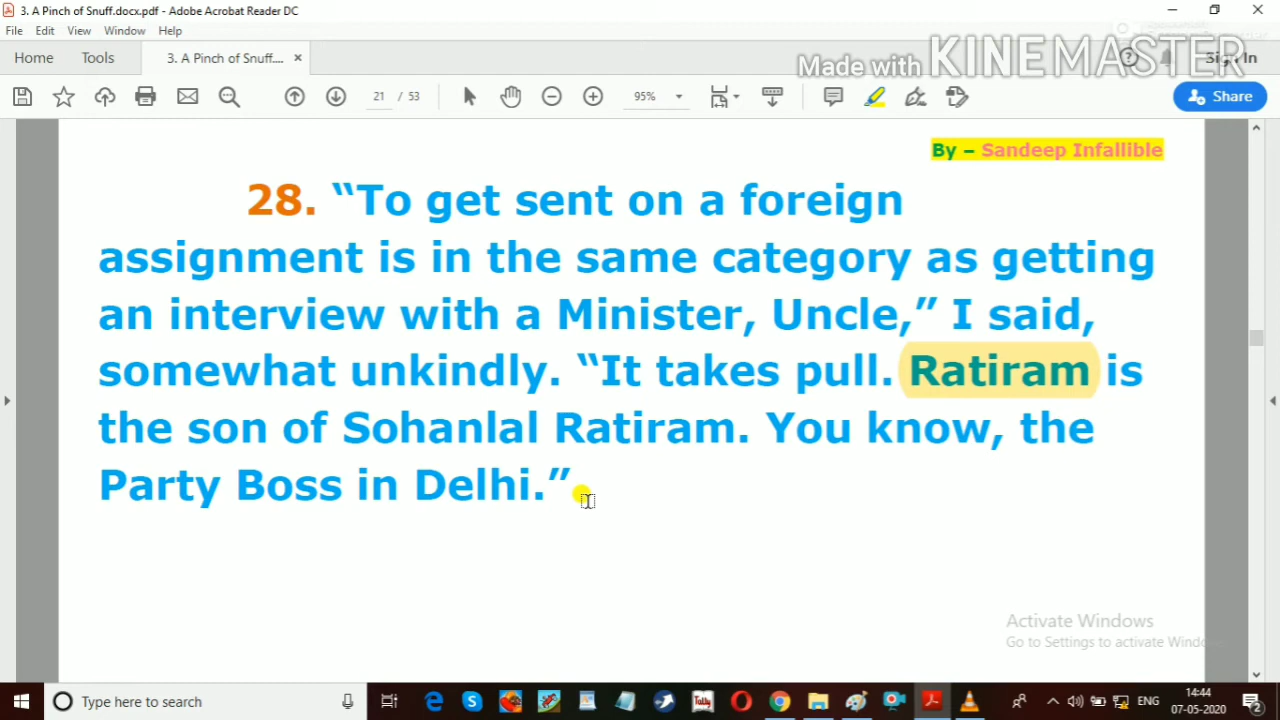 3. A Pinch of Snuff.docx.pdf - Adobe Acrobat Reader DC
File Edit View Window Help
Home Tools 3. A Pinch of Snuff.... × Sign In
Made with KINEMASTER
21 / 53 95% Share
By – Sandeep Infallible
28. “To get sent on a foreign
assignment is in the same category as getting
an interview with a Minister, Uncle,” I said,
somewhat unkindly. “It takes pull. Ratiram is
the son of Sohanlal Ratiram. You know, the
Party Boss in Delhi.”
Activate Windows
Go to Settings to activate Windows
Type here to search
Tally
ENG
14:44
07-05-2020
2